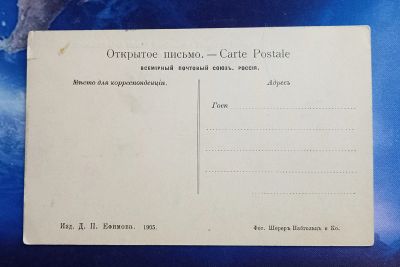 Открытое письмо. — Carte Postale
ВСЕМІРНЫЙ ПОЧТОВЫЙ СОЮЗЪ. РОССІЯ.
Мѣсто для корреспонденціи.
Адресъ
Гостк
Изд. Д. П. Ефимова. 1905.
Фот. Шереръ Набгольцъ и Ко.